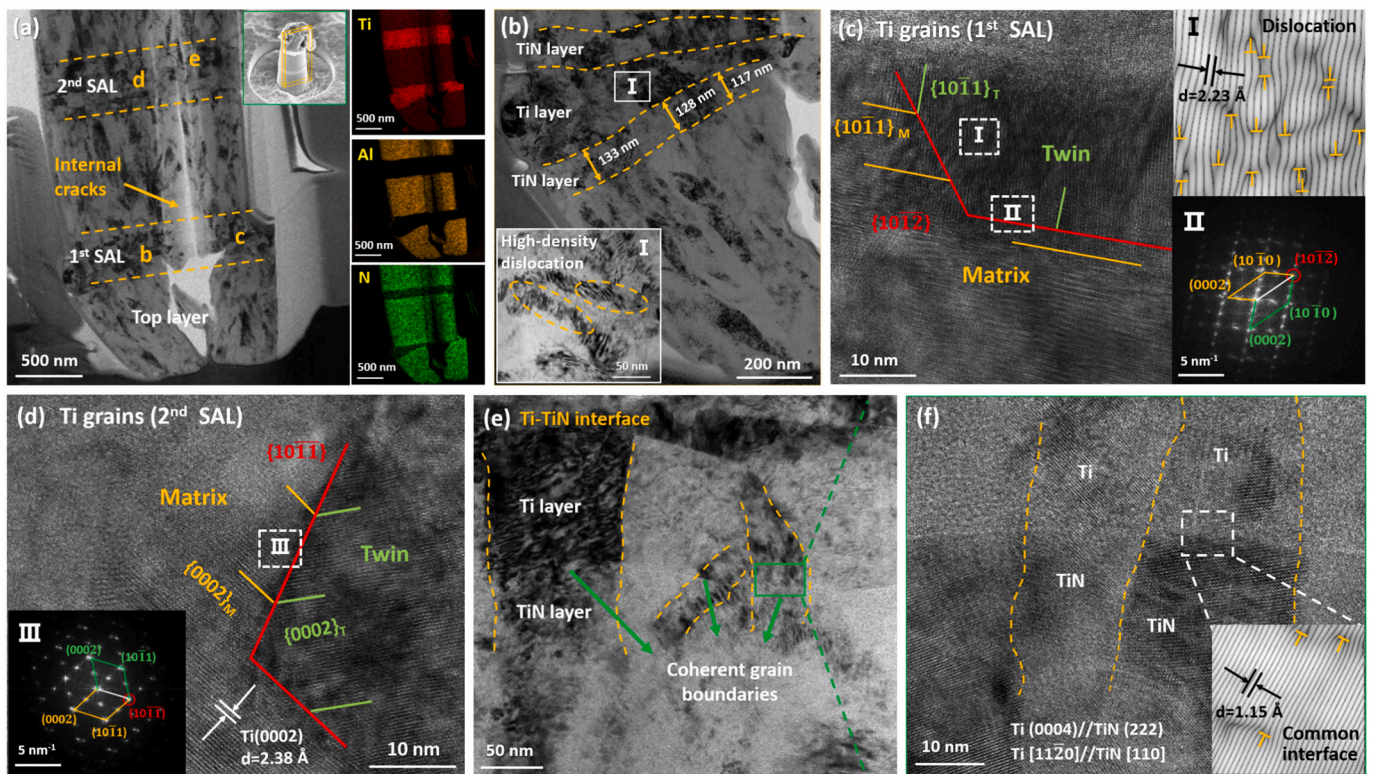 (a)
2nd SAL
d
e
Internal
cracks
1st SAL
b
c
Top layer
500 nm
Ti
500 nm
Al
500 nm
N
500 nm
(b)
TiN layer
I
Ti layer
117 nm
128 nm
133 nm
TiN layer
High-density
dislocation
I
50 nm
200 nm
(c) Ti grains (1st SAL)
{101̄1}T
{101̄1}M
I
Twin
II
{101̄2}
Matrix
10 nm
I
Dislocation
d=2.23 Å
II
(101̄0)
(101̄2)
(0002)
(101̄0)
(0002)
5 nm-1
(d) Ti grains (2nd SAL)
{101̄1}
Matrix
III
Twin
{0002}M
{0002}T
III
(0002)
(101̄1)
(0002)
(101̄1)
(101̄1)
5 nm-1
Ti(0002)
d=2.38 Å
10 nm
(e) Ti-TiN interface
Ti layer
TiN layer
Coherent grain
boundaries
50 nm
(f)
Ti
Ti
TiN
TiN
d=1.15 Å
Ti (0004)//TiN (222)
Ti [112̄0]//TiN [110]
Common
interface
10 nm